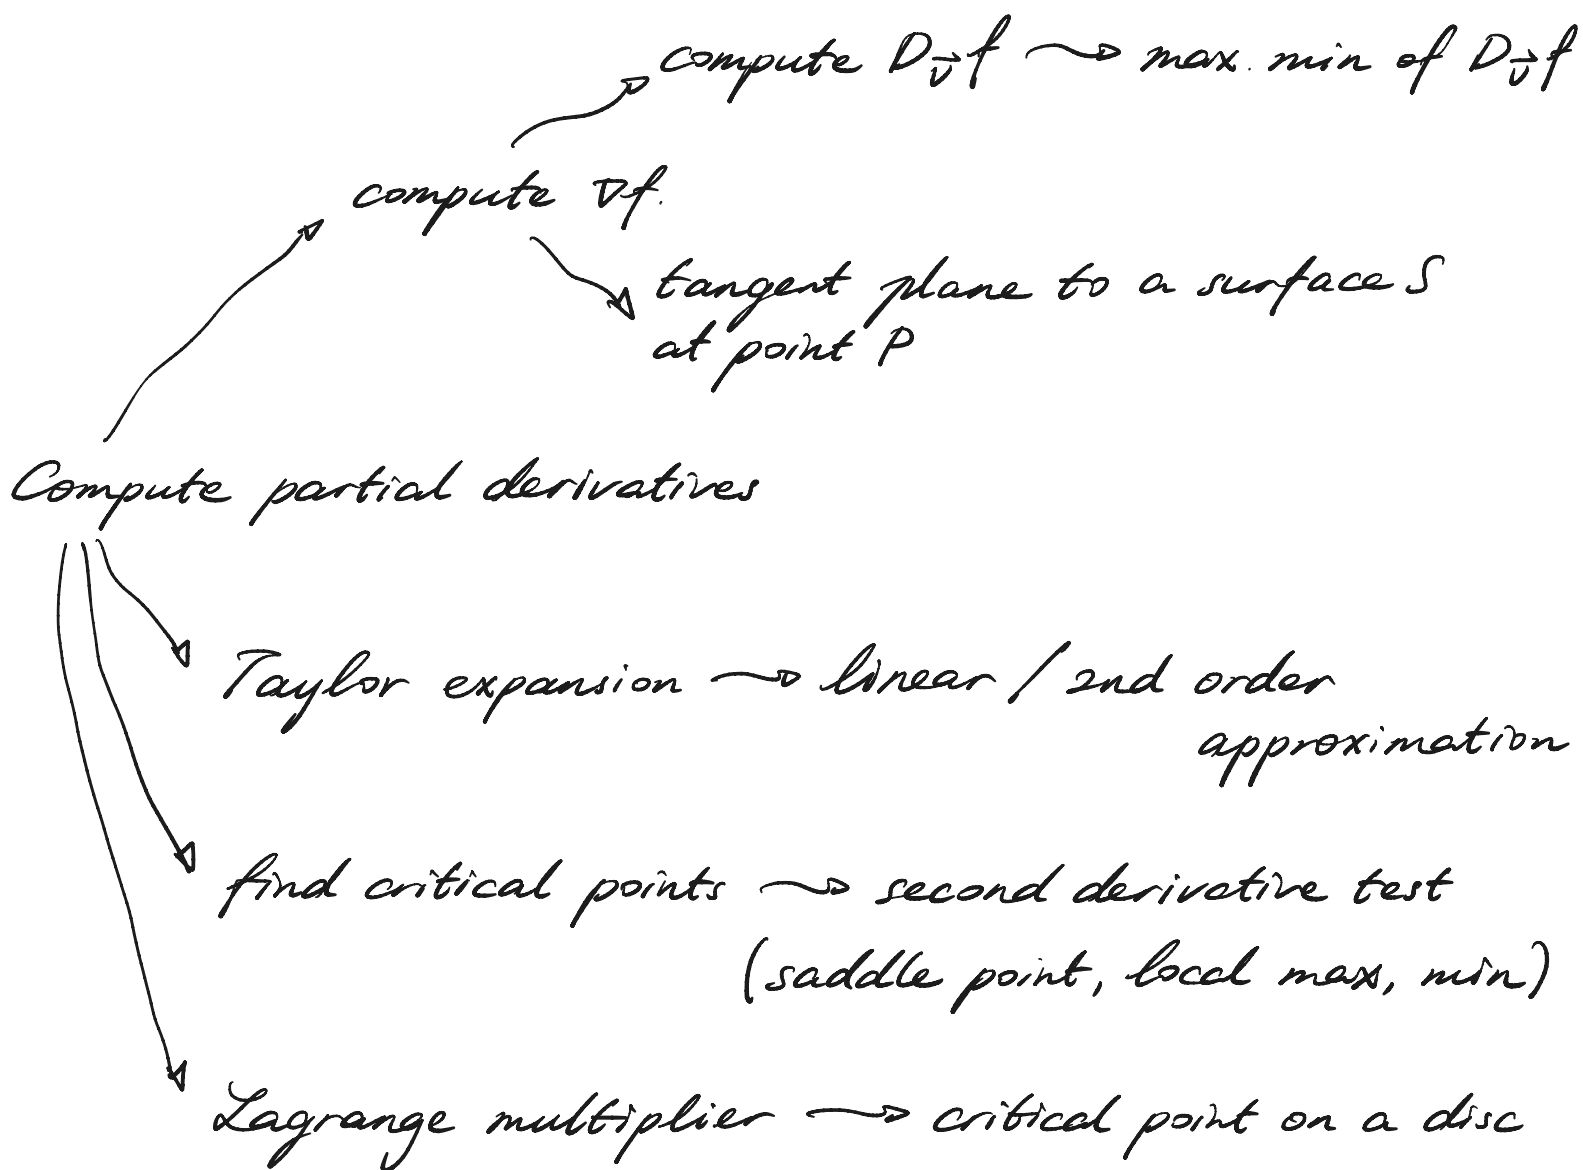 compute D_v⃗ f → max. min of D_v⃗ f
compute ∇f.
tangent plane to a surface S
at point P
Compute partial derivatives
Taylor expansion → linear / 2nd order
approximation
find critical points → second derivative test
(saddle point, local max, min)
Lagrange multiplier → critical point on a disc